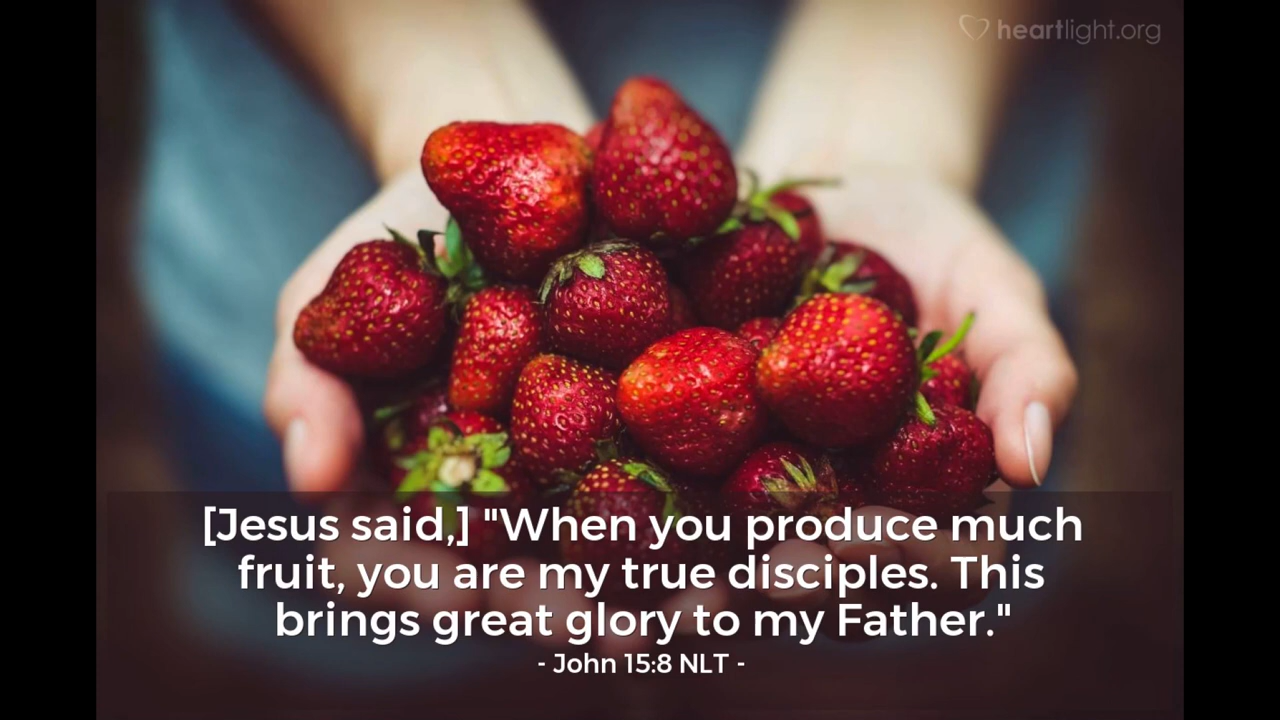 heartlight.org
[Jesus said,] "When you produce much
fruit, you are my true disciples. This
brings great glory to my Father."
- John 15:8 NLT -